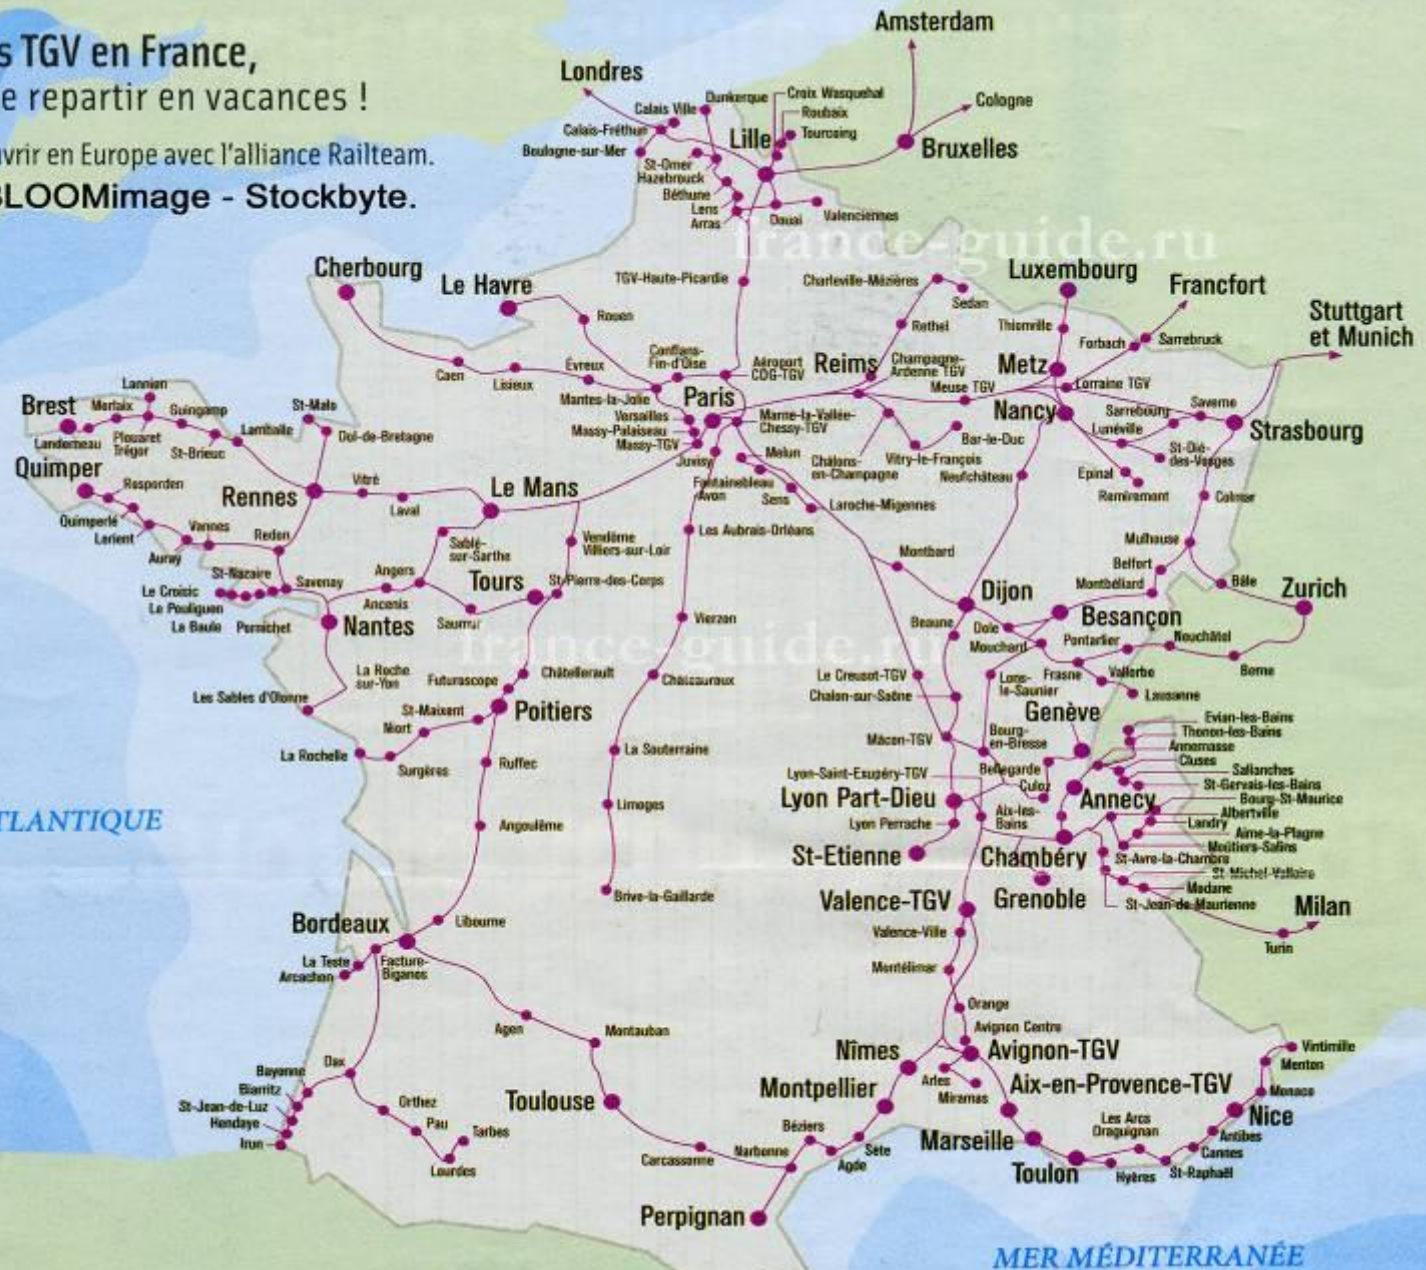 s TGV en France,
e repartir en vacances !
vrir en Europe avec l'alliance Railteam.
BLOOMimage - Stockbyte.
Amsterdam
Londres
Cologne
Dunkerque
Croix Wasquehal
Calais Ville
Roubaix
Calais-Fréthun
Lille
Tourcoing
Boulogne-sur-Mer
Bruxelles
St-Omer
Hazebrouck
Béthune
Lens
Arras
Douai
Valenciennes
france-guide.ru
Cherbourg
Le Havre
TGV-Haute-Picardie
Charleville-Mézières
Sedan
Luxembourg
Francfort
Stuttgart
et Munich
Rouen
Rethel
Thionville
Forbach
Sarrebruck
Caen
Lisieux
Évreux
Conflans-
Fin-d'Oise
Aéroport
CDG-TGV
Reims
Champagne-
Ardenne TGV
Metz
Meuse TGV
Lorraine TGV
Mantes-la-Jolie
Paris
Versailles
Massy-Palaiseau
Massy-TGV
Marne-la-Vallée-
Chessy-TGV
Nancy
Sarrebourg
Saverne
Lunéville
Strasbourg
Lannion
Brest
Morlaix
Guingamp
St-Malo
Landerneau
Plouaret
Trégor
St-Brieuc
Lamballe
Dol-de-Bretagne
Juvisy
Melun
Bar-le-Duc
Châlons-
en-Champagne
Vitry-le-François
St-Dié-
des-Vosges
Quimper
Rosporden
Rennes
Vitré
Laval
Le Mans
Fontainebleau
Avon
Sens
Laroche-Migennes
Neufchâteau
Epinal
Remiremont
Colmar
Quimperlé
Lorient
Auray
Vannes
Redon
Sablé-
sur-Sarthe
Vendôme
Villiers-sur-Loir
Les Aubrais-Orléans
Montbard
Mulhouse
Belfort
Montbéliard
Bâle
Zurich
St-Nazaire
Savenay
Le Croisic
Le Pouliguen
La Baule
Pornichet
Angers
Ancenis
Saumur
Tours
St-Pierre-des-Corps
Nantes
Vierzon
Dijon
Beaune
Dole
Besançon
Mouchard
Pontarlier
Neuchâtel
Berne
france-guide.ru
La Roche
sur-Yon
Les Sables d'Olonne
Futuroscope
Châtellerault
Châteauroux
Le Creusot-TGV
Chalon-sur-Saône
Lons-
le-Saunier
Frasne
Vallorbe
Lausanne
St-Maixent
Niort
Poitiers
La Rochelle
Surgères
Ruffec
La Souterraine
Mâcon-TGV
Bourg-
en-Bresse
Genève
Evian-les-Bains
Thonon-les-Bains
Annemasse
Cluses
Sallanches
St-Gervais-les-Bains
Lyon-Saint-Exupéry-TGV
Bellegarde
Culoz
Lyon Part-Dieu
Aix-les-
Bains
Annecy
Bourg-St-Maurice
Albertville
Landry
Aime-la-Plagne
Moûtiers-Salins
TLANTIQUE
Angoulême
Limoges
Lyon Perrache
St-Etienne
Chambéry
St-Avre-la-Chambre
St-Michel-Valloire
Modane
St-Jean-de-Maurienne
Brive-la-Gaillarde
Valence-TGV
Grenoble
Milan
Bordeaux
Libourne
Valence-Ville
Turin
La Teste
Arcachon
Facture-
Biganos
Montélimar
Orange
Agen
Montauban
Avignon Centre
Nîmes
Avignon-TGV
Vintimille
Menton
Dax
Bayonne
Biarritz
St-Jean-de-Luz
Hendaye
Irun
Orthez
Pau
Tarbes
Lourdes
Toulouse
Montpellier
Arles
Miramas
Aix-en-Provence-TGV
Monaco
Nice
Béziers
Marseille
Les Arcs
Draguignan
Antibes
Cannes
Carcassonne
Narbonne
Agde
Sète
Toulon
Hyères
St-Raphaël
Perpignan
MER MÉDITERRANÉE